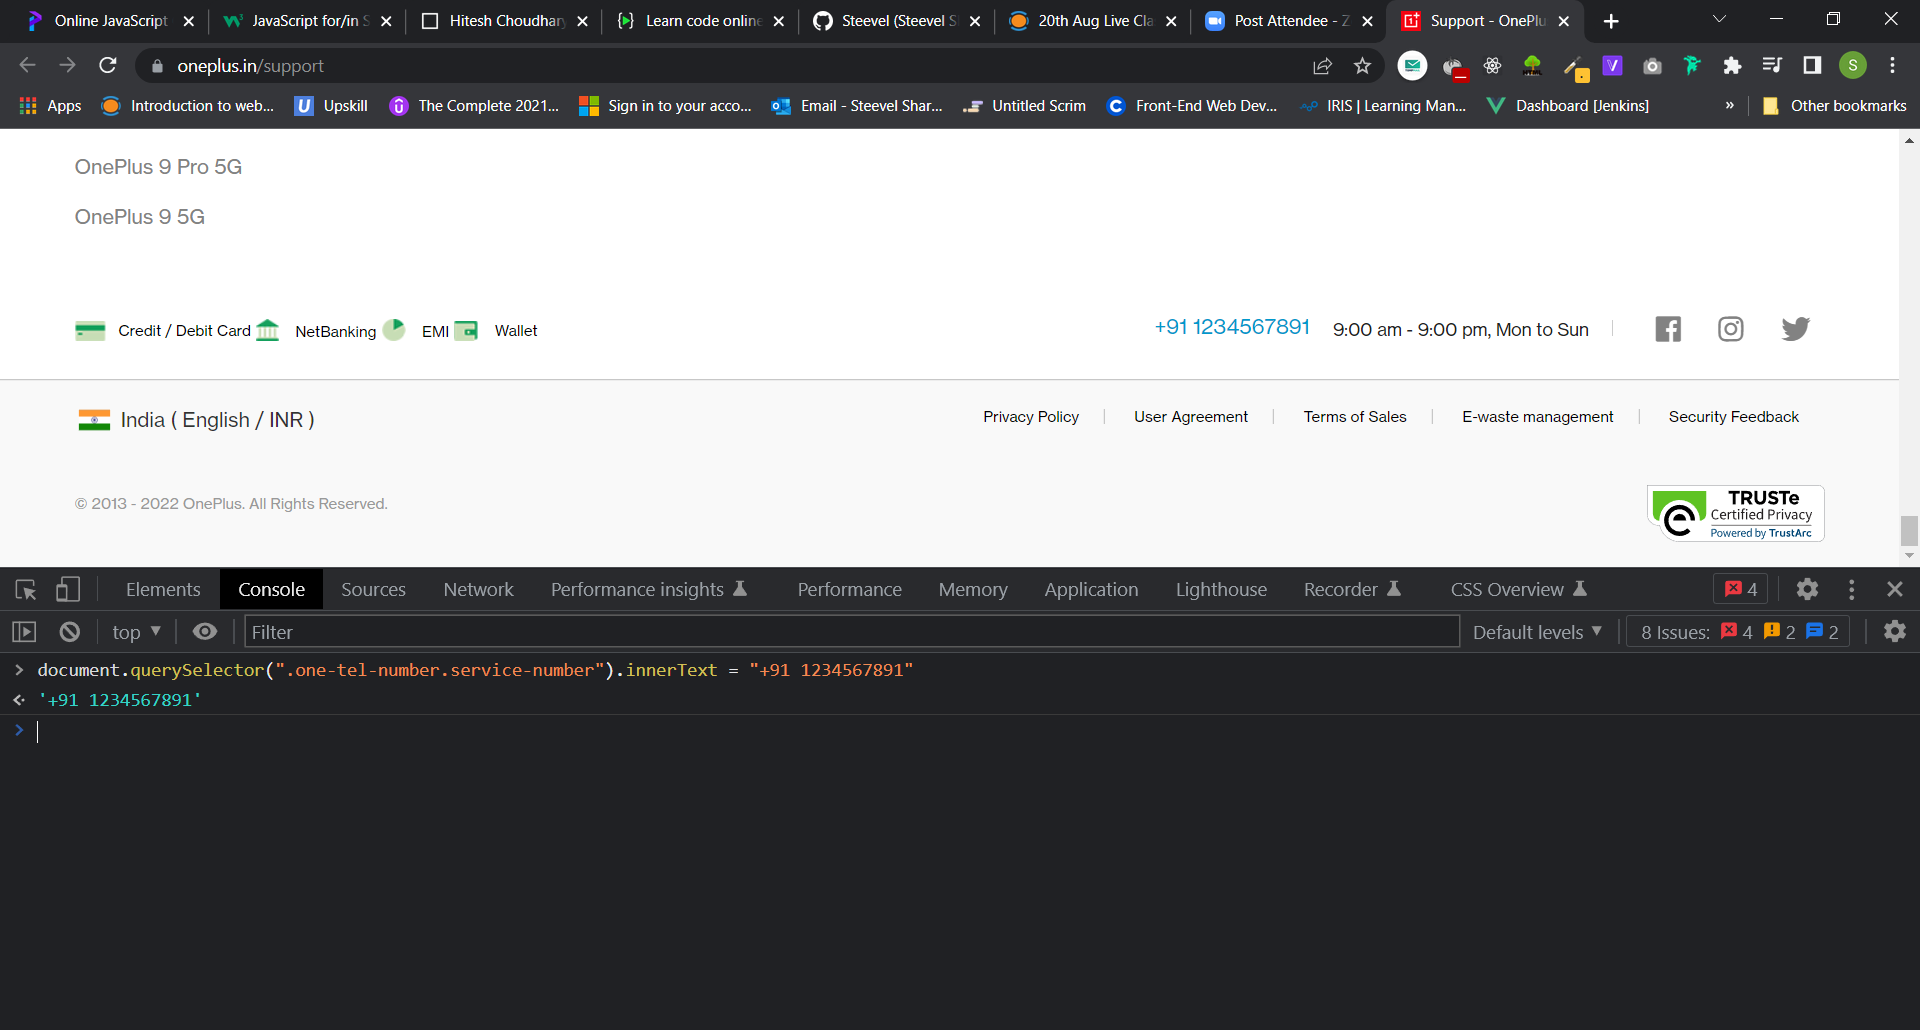 Online JavaScript
JavaScript for/in S
Hitesh Choudhary
Learn code online
Steevel (Steevel S
20th Aug Live Cla
Post Attendee - Z
Support - OnePlu
oneplus.in/support
S
Apps
Introduction to web...
Upskill
The Complete 2021...
Sign in to your acco...
Email - Steevel Shar...
Untitled Scrim
Front-End Web Dev...
IRIS | Learning Man...
Dashboard [Jenkins]
»
Other bookmarks
OnePlus 9 Pro 5G
OnePlus 9 5G
Credit / Debit Card
NetBanking
EMI
Wallet
+91 1234567891
9:00 am - 9:00 pm, Mon to Sun
India ( English / INR )
Privacy Policy
User Agreement
Terms of Sales
E-waste management
Security Feedback
© 2013 - 2022 OnePlus. All Rights Reserved.
TRUSTe
Certified Privacy
Powered by TrustArc
Elements
Console
Sources
Network
Performance insights
Performance
Memory
Application
Lighthouse
Recorder
CSS Overview
4
top
Filter
Default levels
8 Issues: 4 2 2
document.querySelector(".one-tel-number.service-number").innerText = "+91 1234567891"
'+91 1234567891'